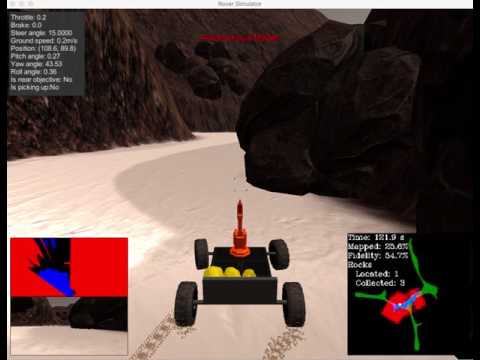 Rover Simulator
Throttle: 0.2
Brake: 0.0
Steer angle: 15.0000
Ground speed: 0.2m/s
Position: (108.6, 89.8)
Pitch angle: 0.27
Yaw angle: 43.53
Roll angle: 0.36
Is near objective: No
Is picking up:No
Time: 121.9 s
Mapped: 25.6%
Fidelity: 54.7%
Rocks
Located: 1
Collected: 3